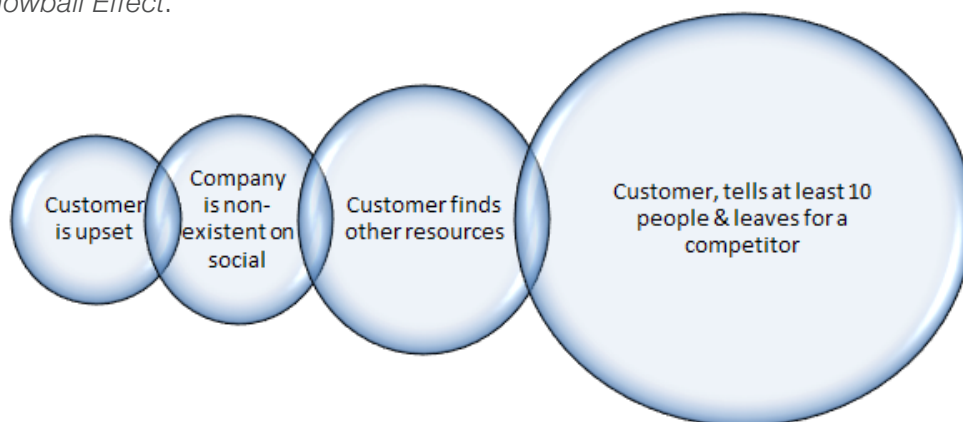 Effect.
Customer
is upset
Company
is non-
existent on
social
Customer finds
other resources
Customer, tells at least 10
people & leaves for a
competitor